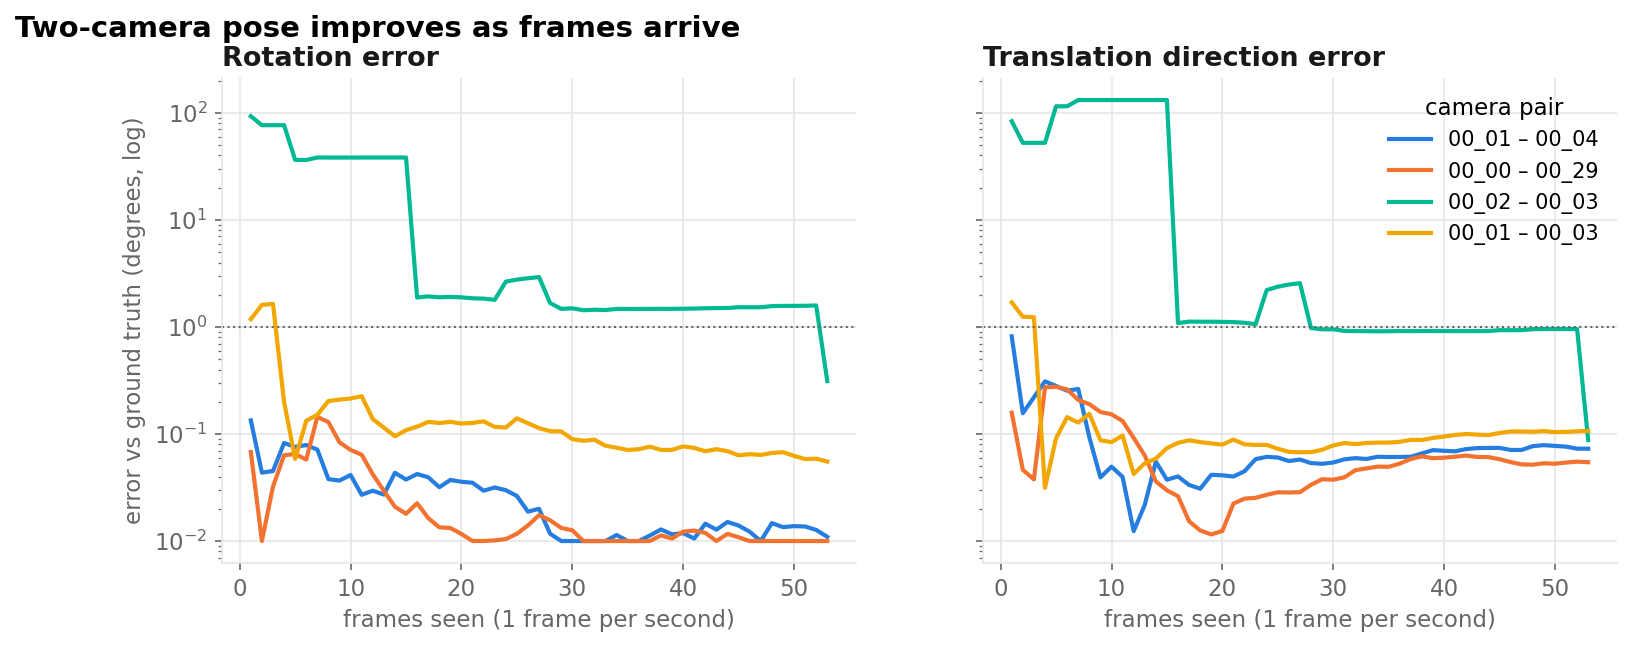 Two-camera pose improves as frames arrive
Rotation error
Translation direction error
error vs ground truth (degrees, log)
10²
10¹
10⁰
10⁻¹
10⁻²
0 10 20 30 40 50
frames seen (1 frame per second)
camera pair
00_01 – 00_04
00_00 – 00_29
00_02 – 00_03
00_01 – 00_03
0 10 20 30 40 50
frames seen (1 frame per second)